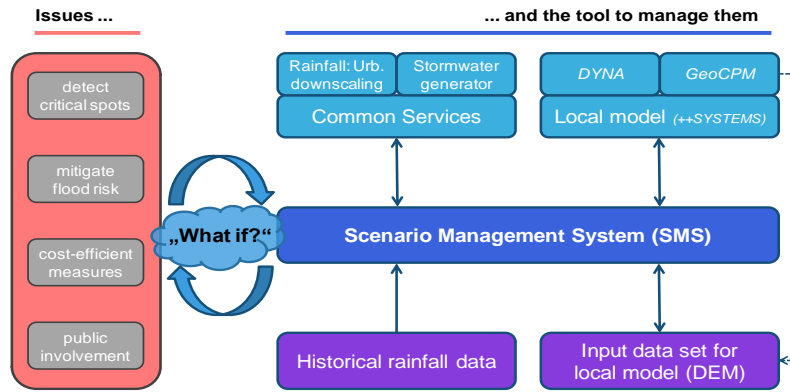 Issues ...
... and the tool to manage them
detect
critical spots
mitigate
flood risk
cost-efficient
measures
public
involvement
„What if?“
Rainfall: Urb.
downscaling
Stormwater
generator
Common Services
DYNA
GeoCPM
Local model (++SYSTEMS)
Scenario Management System (SMS)
Historical rainfall data
Input data set for
local model (DEM)